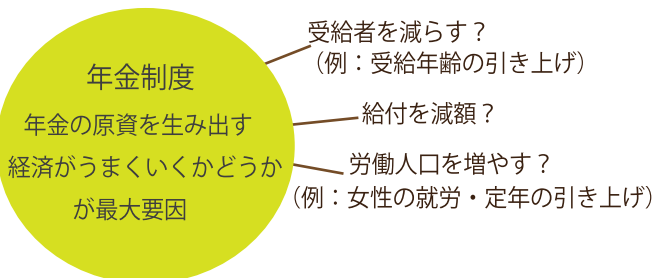 年金制度
年金の原資を生み出す
経済がうまくいくかどうか
が最大要因
受給者を減らす？
（例：受給年齢の引き上げ）
給付を減額？
労働人口を増やす？
（例：女性の就労・定年の引き上げ）